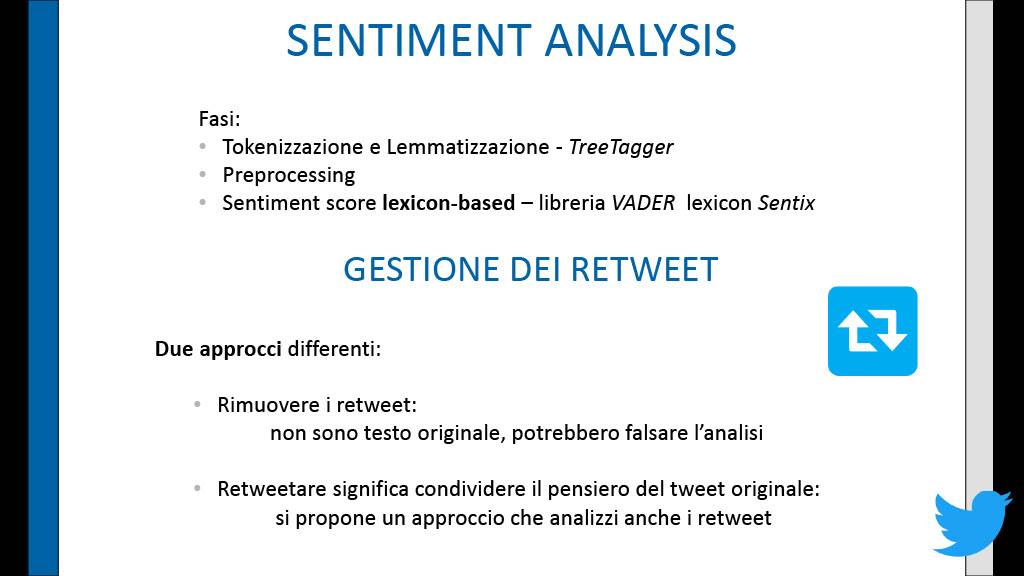 SENTIMENT ANALYSIS
Fasi:
• Tokenizzazione e Lemmatizzazione - TreeTagger
• Preprocessing
• Sentiment score lexicon-based – libreria VADER lexicon Sentix
GESTIONE DEI RETWEET
Due approcci differenti:
• Rimuovere i retweet:
non sono testo originale, potrebbero falsare l’analisi
• Retweetare significa condividere il pensiero del tweet originale:
si propone un approccio che analizzi anche i retweet